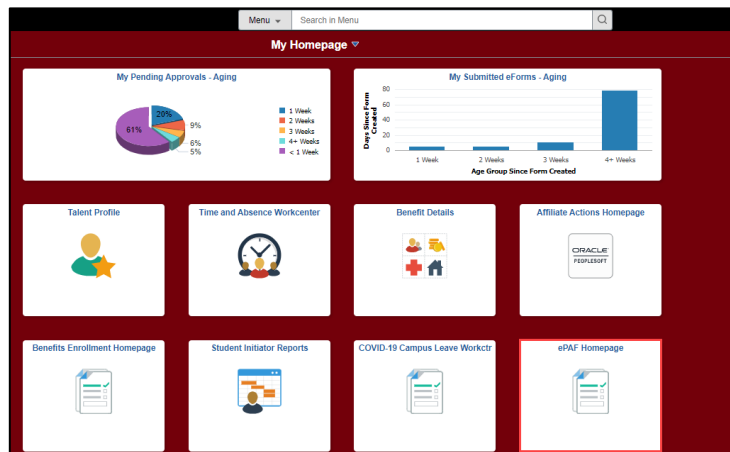 Menu
Search in Menu
My Homepage
My Pending Approvals - Aging
20%
9%
6%
5%
61%
1 Week
2 Weeks
3 Weeks
4+ Weeks
< 1 Week
My Submitted eForms - Aging
Days Since Form
Created
80
60
40
20
0
1 Week
2 Weeks
3 Weeks
4+ Weeks
Age Group Since Form Created
Talent Profile
Time and Absence Workcenter
Benefit Details
Affiliate Actions Homepage
ORACLE
PEOPLESOFT
Benefits Enrollment Homepage
Student Initiator Reports
COVID-19 Campus Leave Workctr
ePAF Homepage